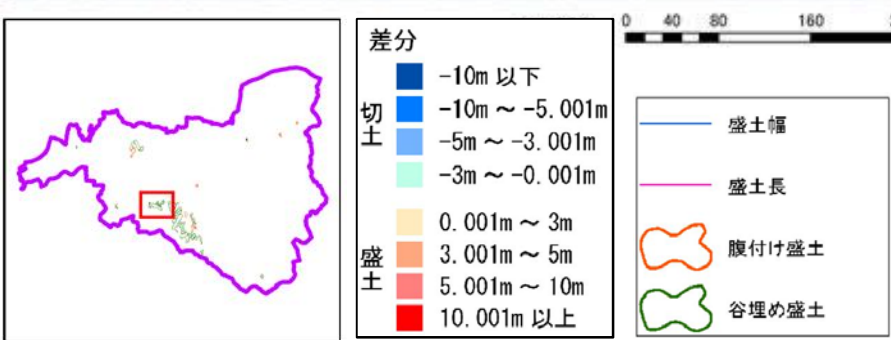 0 40 80 160
差分
切土
-10m 以下
-10m ～ -5.001m
-5m ～ -3.001m
-3m ～ -0.001m
盛土
0.001m ～ 3m
3.001m ～ 5m
5.001m ～ 10m
10.001m 以上
盛土幅
盛土長
腹付け盛土
谷埋め盛土